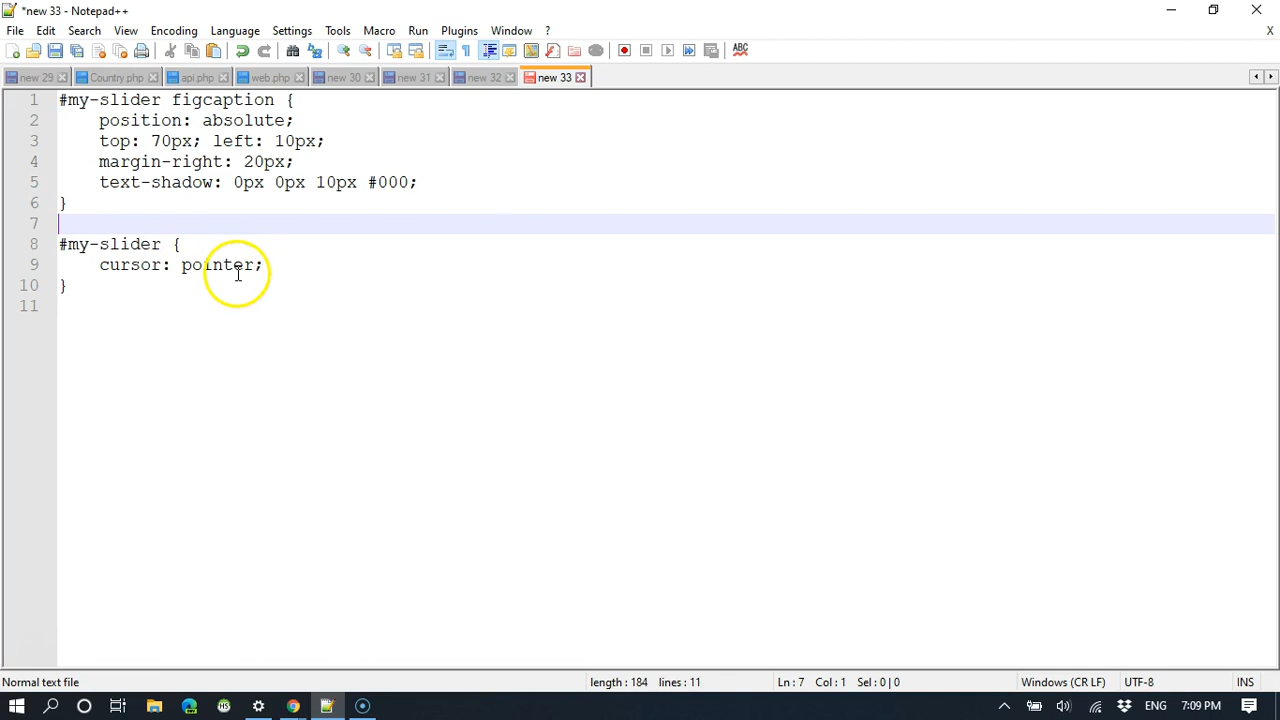 *new 33 - Notepad++
File Edit Search View Encoding Language Settings Tools Macro Run Plugins Window ? X
ABC
new 29 Country.php api.php web.php new 30 new 31 new 32 new 33
1 #my-slider figcaption {
2 position: absolute;
3 top: 70px; left: 10px;
4 margin-right: 20px;
5 text-shadow: 0px 0px 10px #000;
6 }
7
8 #my-slider {
9 cursor: pointer;
10 }
11
Normal text file length : 184 lines : 11 Ln : 7 Col : 1 Sel : 0 | 0 Windows (CR LF) UTF-8 INS
ENG 7:09 PM